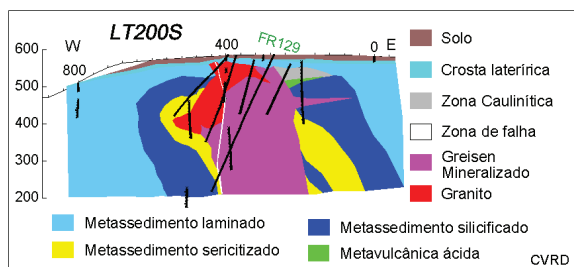 LT200S
FR129
W
400
0 E
800
600
500
400
300
200
Solo
Crosta laterírica
Zona Caulinítica
Zona de falha
Greisen
Mineralizado
Granito
Metassedimento laminado
Metassedimento silicificado
Metassedimento sericitizado
Metavulcânica ácida
CVRD